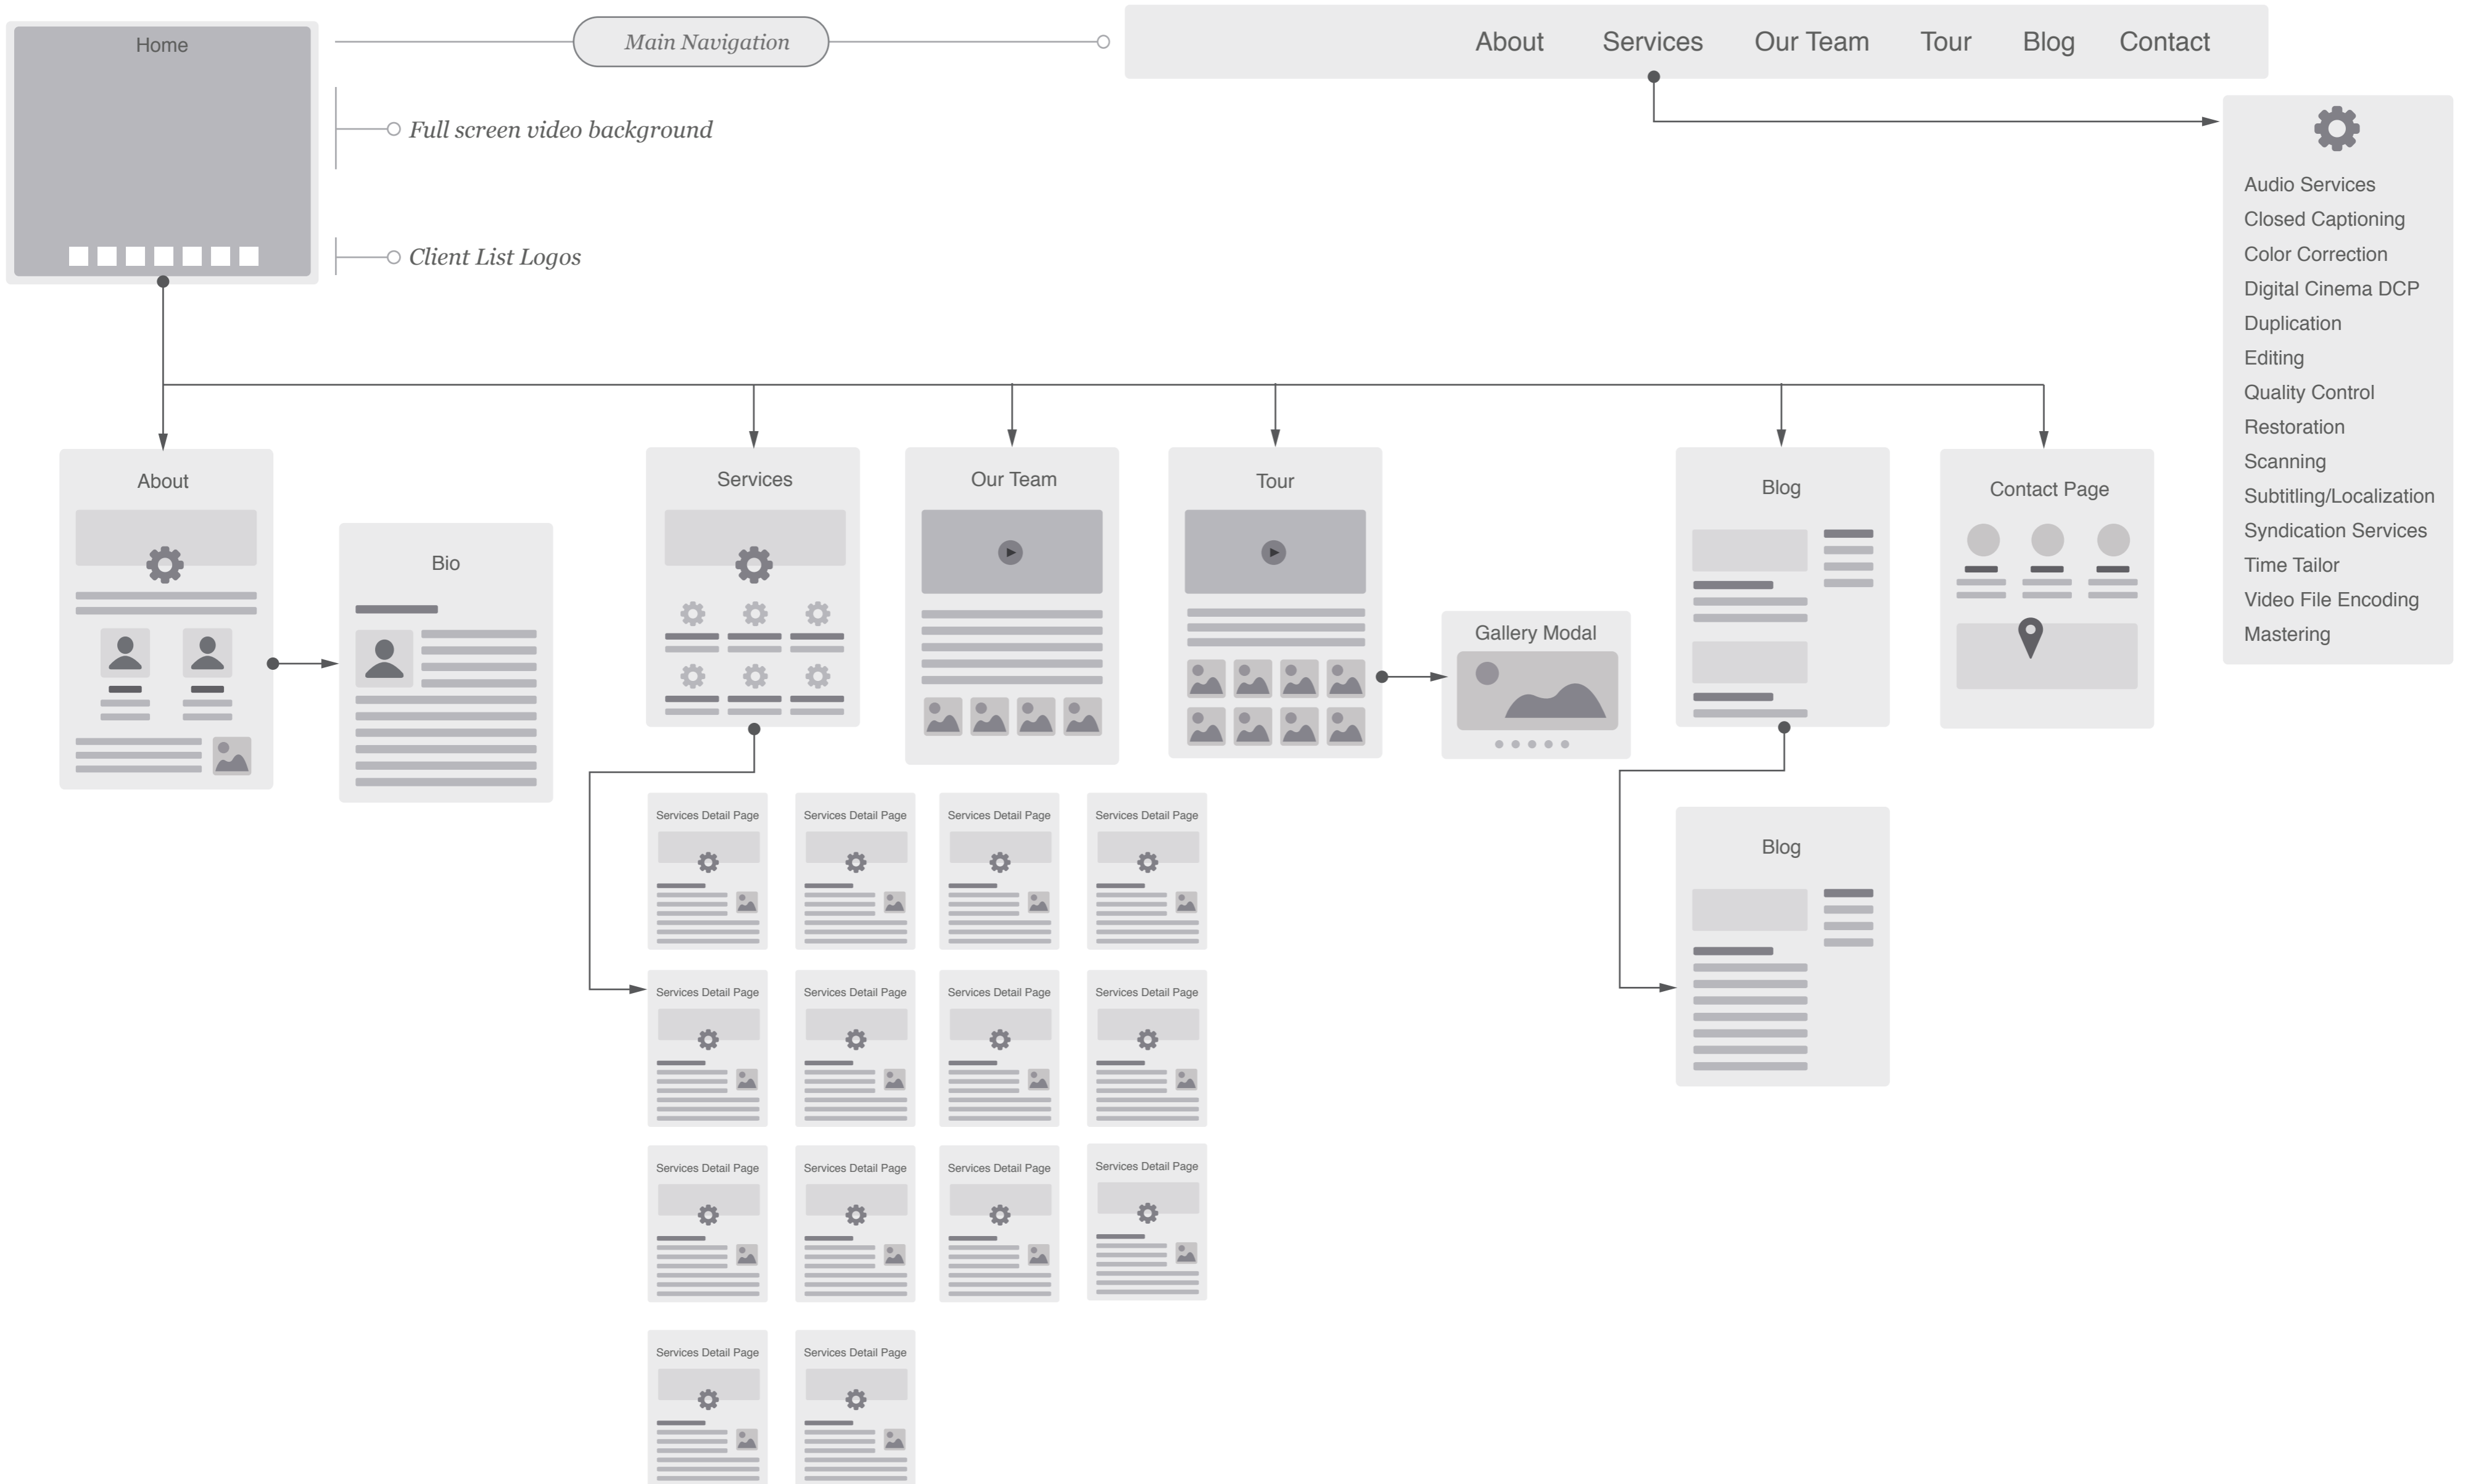 Home
Main Navigation
About Services Our Team Tour Blog Contact
Full screen video background
Client List Logos
Audio Services
Closed Captioning
Color Correction
Digital Cinema DCP
Duplication
Editing
Quality Control
Restoration
Scanning
Subtitling/Localization
Syndication Services
Time Tailor
Video File Encoding
Mastering
About
Bio
Services
Our Team
Tour
Gallery Modal
Blog
Contact Page
Services Detail Page Services Detail Page Services Detail Page Services Detail Page
Services Detail Page Services Detail Page Services Detail Page Services Detail Page
Services Detail Page Services Detail Page Services Detail Page Services Detail Page
Services Detail Page Services Detail Page
Blog